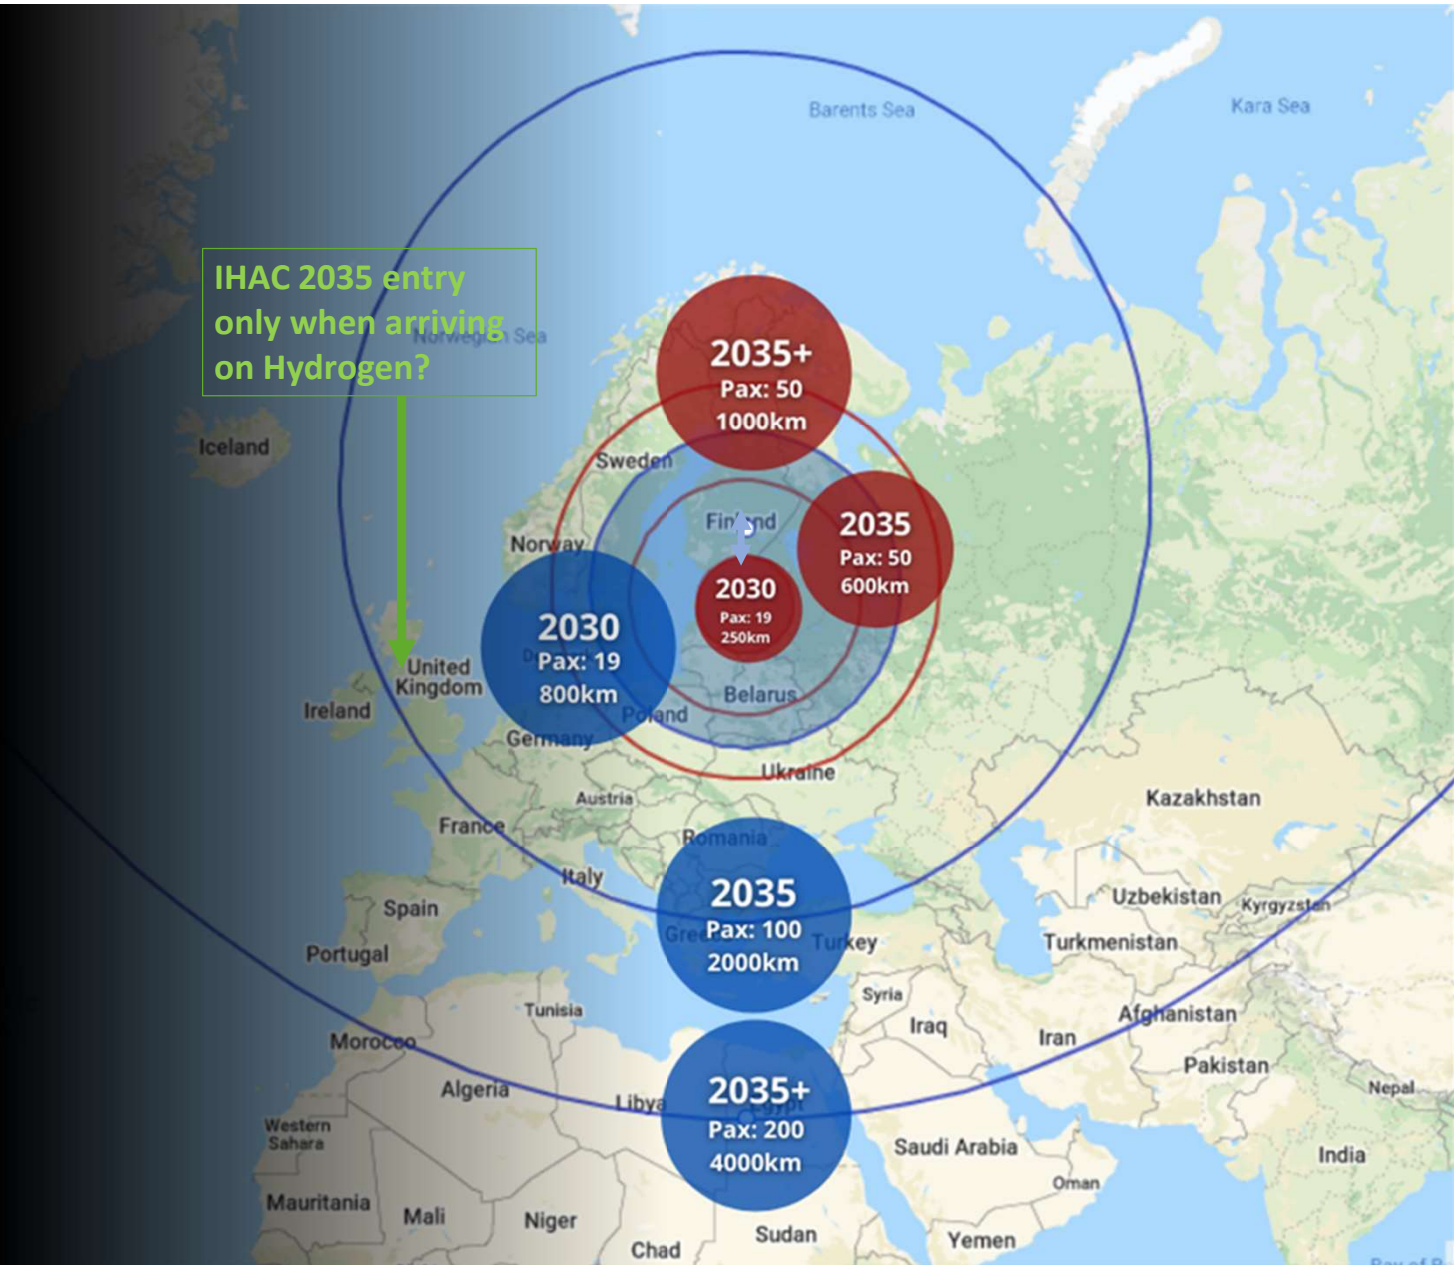 Barents Sea
Kara Sea
IHAC 2035 entry
only when arriving
on Hydrogen?
Norwegian Sea
2035+
Pax: 50
1000km
Iceland
Sweden
Finland
2035
Pax: 50
600km
Norway
2030
Pax: 19
250km
2030
Pax: 19
800km
United
Kingdom
Ireland
Belarus
Poland
Germany
Ukraine
Austria
Kazakhstan
France
Romania
Italy
2035
Pax: 100
2000km
Spain
Portugal
Greece
Turkey
Uzbekistan
Kyrgyzstan
Turkmenistan
Syria
Iraq
Iran
Afghanistan
Pakistan
Nepal
Tunisia
Morocco
Algeria
Libya
2035+
Egypt
Pax: 200
4000km
Western
Sahara
Saudi Arabia
India
Oman
Mauritania
Mali
Niger
Chad
Sudan
Yemen